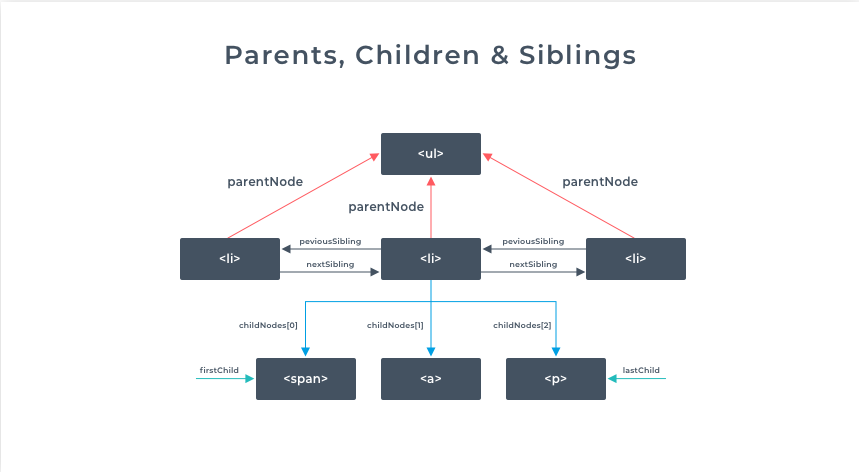 Parents, Children & Siblings
<ul>
parentNode
parentNode
parentNode
<li>
peviousSibling
nextSibling
<li>
peviousSibling
nextSibling
<li>
childNodes[0]
childNodes[1]
childNodes[2]
firstChild
<span>
<a>
<p>
lastChild